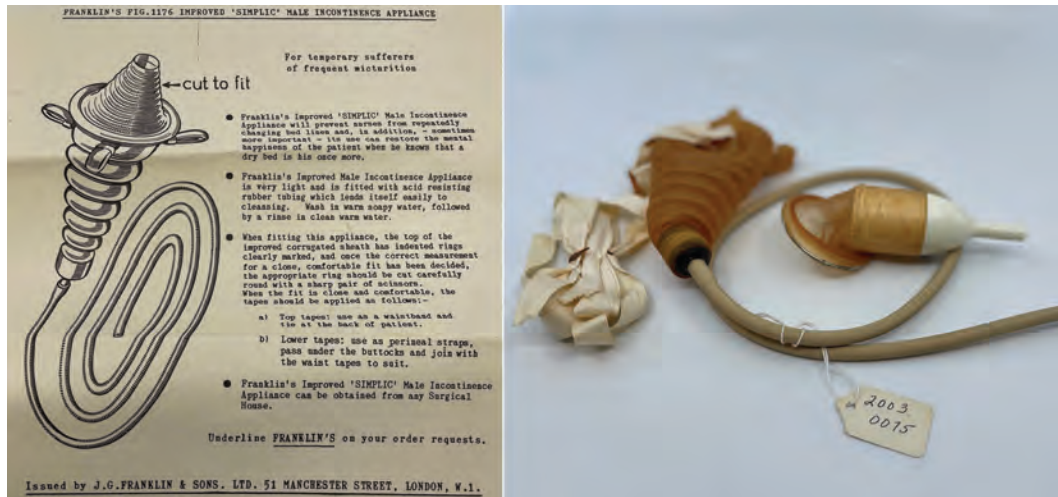 FRANKLIN'S FIG.1176 IMPROVED 'SIMPLIC' MALE INCONTINENCE APPLIANCE
For temporary sufferers
of frequent micturition
cut to fit
● Franklin's Improved 'SIMPLIC' Male Incontinence
Appliance will prevent nurses from repeatedly
changing bed linen and, in addition, - sometimes
more important - its use can restore the mental
happiness of the patient when he knows that a
dry bed is his once more.
● Franklin's Improved Male Incontinence Appliance
is very light and is fitted with acid resisting
rubber tubing which lends itself easily to
cleansing. Wash in warm soapy water, followed
by a rinse in clean warm water.
● When fitting this appliance, the top of the
improved corrugated sheath has indented rings
clearly marked, and once the correct measurement
for a close, comfortable fit has been decided,
the appropriate ring should be cut carefully
round with a sharp pair of scissors.
When the fit is close and comfortable, the
tapes should be applied as follows:-
a) Top tapes: use as a waistband and
tie at the back of patient.
b) Lower tapes: use as perineal straps,
pass under the buttocks and join with
the waist tapes to suit.
● Franklin's Improved 'SIMPLIC' Male Incontinence
Appliance can be obtained from any Surgical
House.
Underline FRANKLIN'S on your order requests.
Issued by J.G.FRANKLIN & SONS. LTD. 51 MANCHESTER STREET, LONDON, W.1.
2003
0075